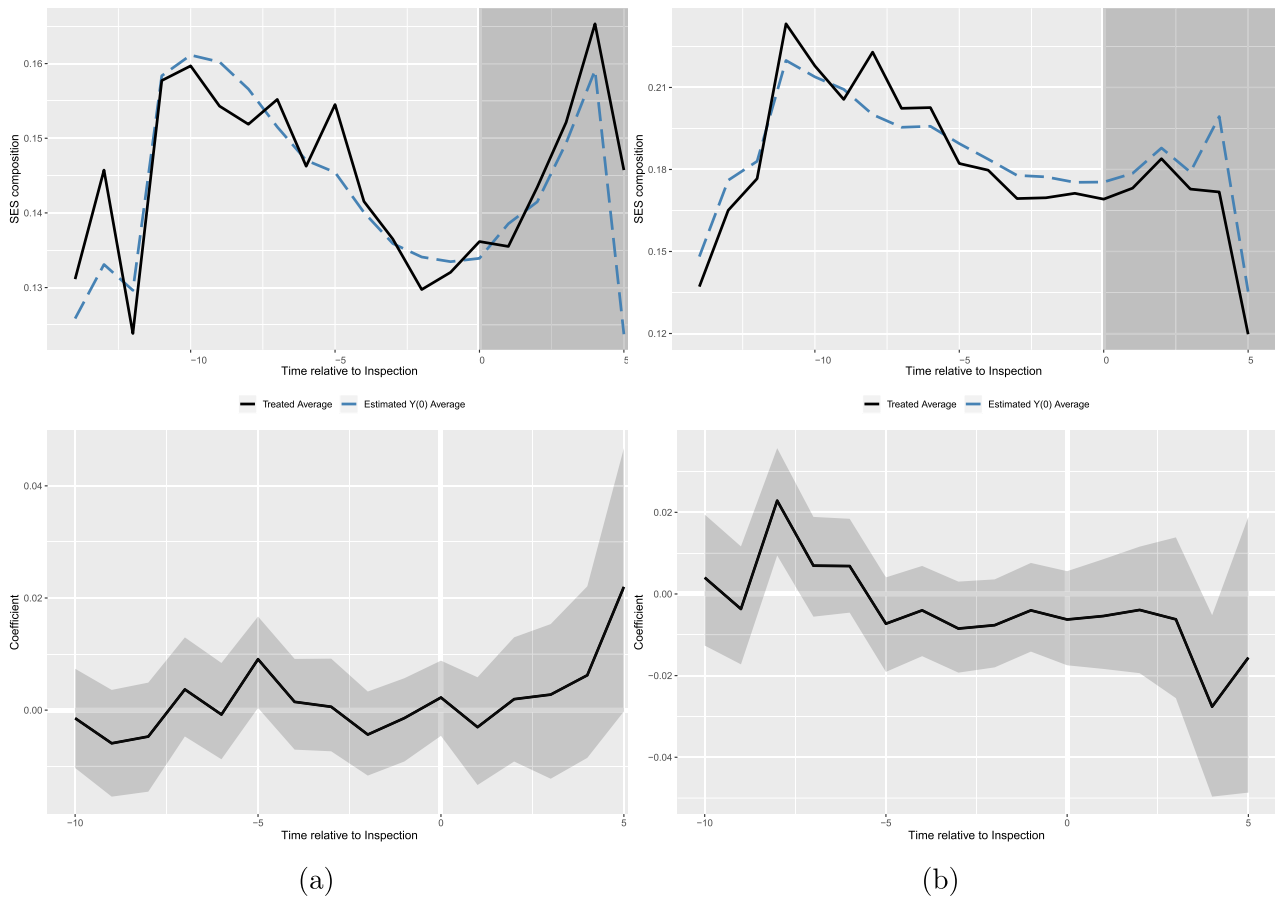 SES composition
0.16
0.15
0.14
0.13
−10
−5
0
5
Time relative to Inspection
Treated Average
Estimated Y(0) Average
SES composition
0.21
0.18
0.15
0.12
−10
−5
0
5
Time relative to Inspection
Treated Average
Estimated Y(0) Average
Coefficient
0.04
0.02
0.00
−10
−5
0
5
Time relative to Inspection
(a)
Coefficient
0.02
0.00
−0.02
−0.04
−10
−5
0
5
Time relative to Inspection
(b)